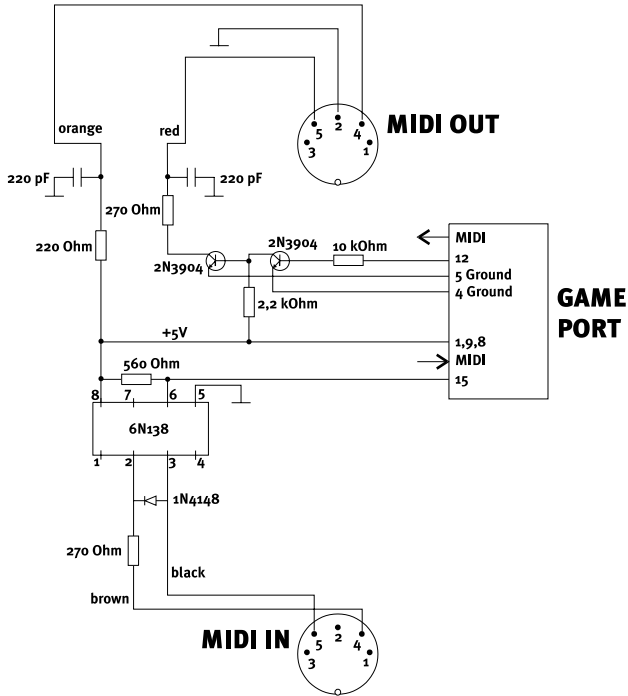 MIDI OUT
5 2 4
3 1
orange red
220 pF 220 pF
270 Ohm
220 Ohm
2N3904 2N3904 10 kOhm
MIDI
12
5 Ground
4 Ground
2,2 kOhm
GAME
PORT
+5V
1,9,8
MIDI
15
560 Ohm
8 7 6 5
6N138
1 2 3 4
1N4148
270 Ohm
black
brown
MIDI IN
5 2 4
3 1